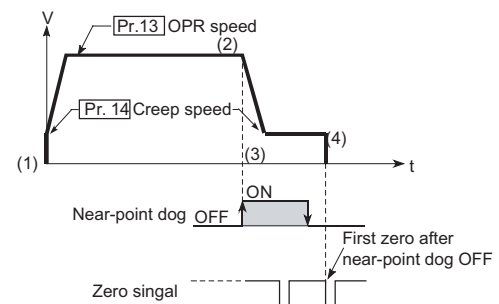 V
Pr.13 OPR speed
(2)
Pr. 14 Creep speed
(1)
(3)
(4)
t
ON
Near-point dog OFF
First zero after
near-point dog OFF
Zero singal